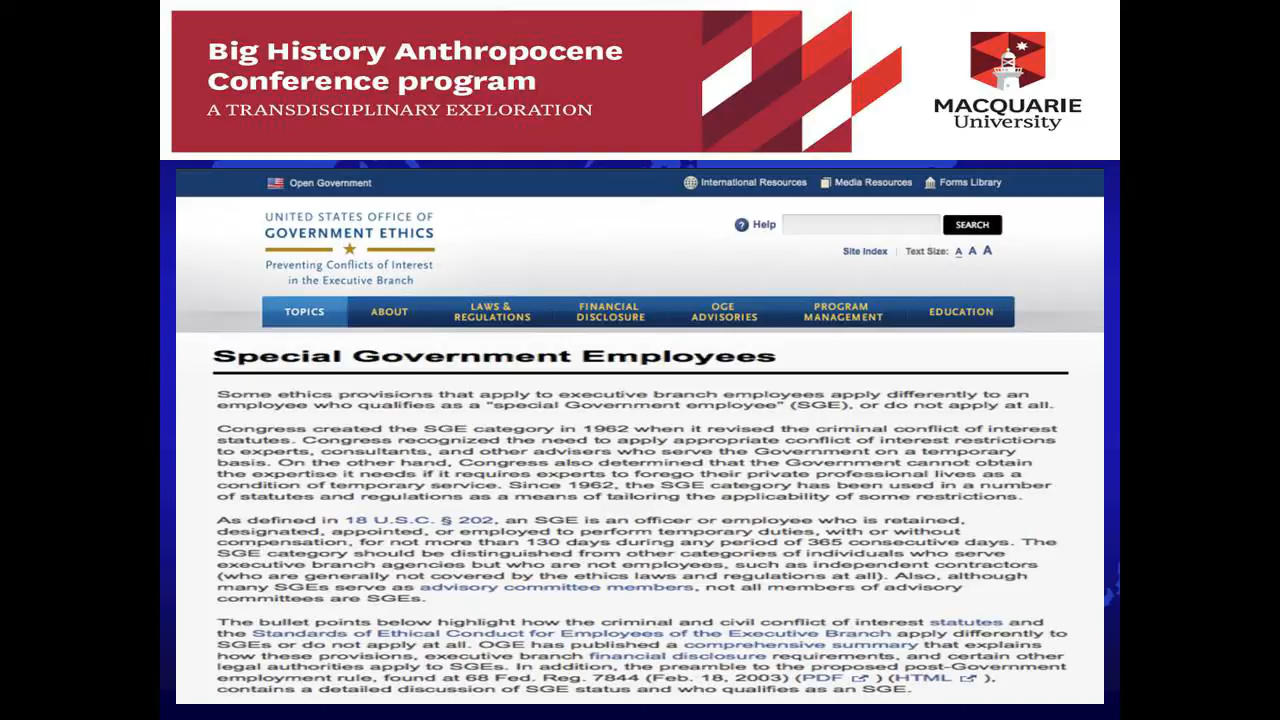 Big History Anthropocene
Conference program
A TRANSDISCIPLINARY EXPLORATION
MACQUARIE
University
Open Government
International Resources
Media Resources
Forms Library
UNITED STATES OFFICE OF
GOVERNMENT ETHICS
Preventing Conflicts of Interest
in the Executive Branch
? Help
SEARCH
Site Index | Text Size: A A A
TOPICS
ABOUT
LAWS &
REGULATIONS
FINANCIAL
DISCLOSURE
OGE
ADVISORIES
PROGRAM
MANAGEMENT
EDUCATION
Special Government Employees
Some ethics provisions that apply to executive branch employees apply differently to an
employee who qualifies as a "special Government employee" (SGE), or do not apply at all.
Congress created the SGE category in 1962 when it revised the criminal conflict of interest
statutes. Congress recognized the need to apply appropriate conflict of interest restrictions
to experts, consultants, and other advisers who serve the Government on a temporary
basis. On the other hand, Congress also determined that the Government cannot obtain
the expertise it needs if it requires experts to forego their private professional lives as a
condition of temporary service. Since 1962, the SGE category has been used in a number
of statutes and regulations as a means of tailoring the applicability of some restrictions.
As defined in 18 U.S.C. § 202, an SGE is an officer or employee who is retained,
designated, appointed, or employed to perform temporary duties, with or without
compensation, for not more than 130 days during any period of 365 consecutive days. The
SGE category should be distinguished from other categories of individuals who serve
executive branch agencies but who are not employees, such as independent contractors
(who are generally not covered by the ethics laws and regulations at all). Also, although
many SGEs serve as advisory committee members, not all members of advisory
committees are SGEs.
The bullet points below highlight how the criminal and civil conflict of interest statutes and
the Standards of Ethical Conduct for Employees of the Executive Branch apply differently to
SGEs or do not apply at all. OGE has published a comprehensive summary that explains
how these provisions, executive branch financial disclosure requirements, and certain other
legal authorities apply to SGEs. In addition, the preamble to the proposed post-Government
employment rule, found at 68 Fed. Reg. 7844 (Feb. 18, 2003) (PDF ) (HTML ),
contains a detailed discussion of SGE status and who qualifies as an SGE.